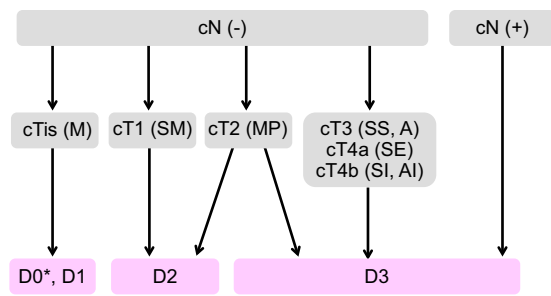 cN (-)
cN (+)
cTis (M)
cT1 (SM)
cT2 (MP)
cT3 (SS, A)
cT4a (SE)
cT4b (SI, AI)
D0*, D1
D2
D3